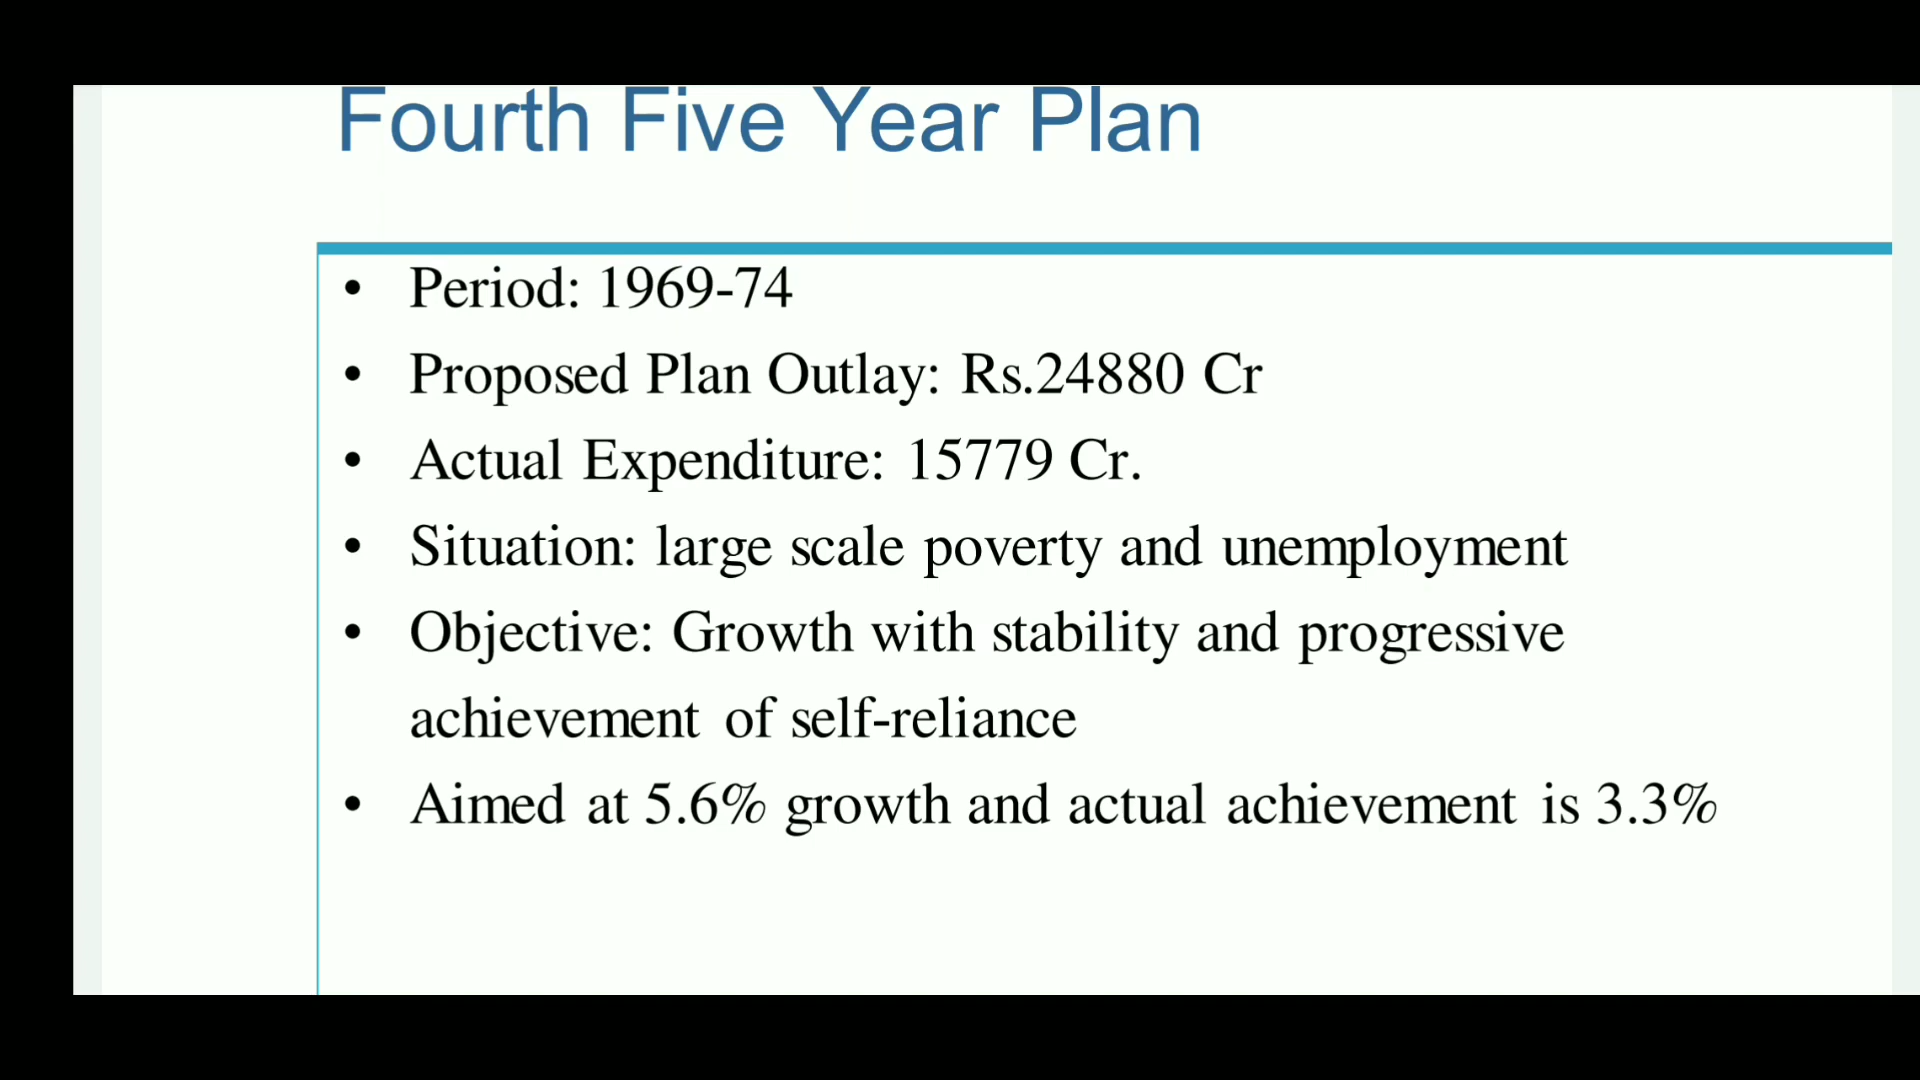 Fourth Five Year Plan
• Period: 1969-74
• Proposed Plan Outlay: Rs.24880 Cr
• Actual Expenditure: 15779 Cr.
• Situation: large scale poverty and unemployment
• Objective: Growth with stability and progressive
achievement of self-reliance
• Aimed at 5.6% growth and actual achievement is 3.3%